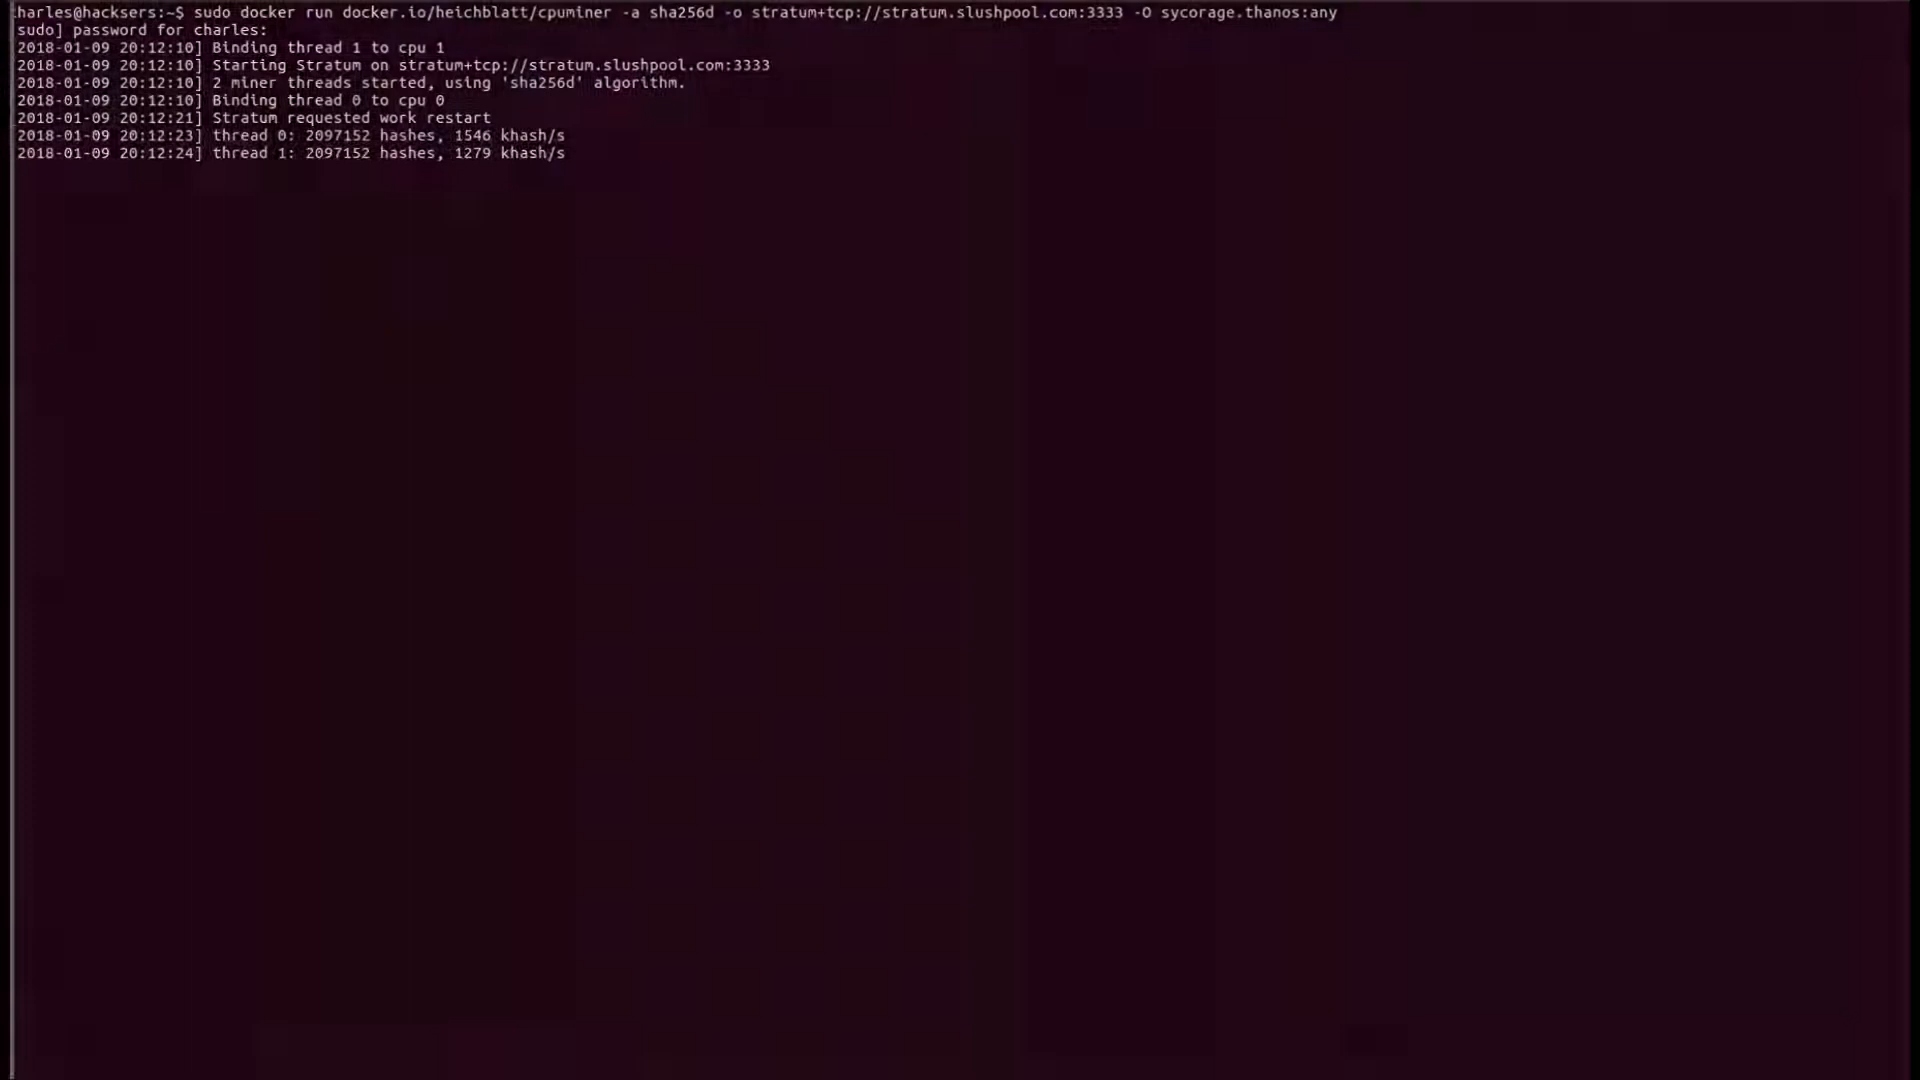 charles@hacksers:~$ sudo docker run docker.io/heichblatt/cpuminer -a sha256d -o stratum+tcp://stratum.slushpool.com:3333 -O sycorage.thanos:any
sudo] password for charles:
2018-01-09 20:12:10] Binding thread 1 to cpu 1
2018-01-09 20:12:10] Starting Stratum on stratum+tcp://stratum.slushpool.com:3333
2018-01-09 20:12:10] 2 miner threads started, using 'sha256d' algorithm.
2018-01-09 20:12:10] Binding thread 0 to cpu 0
2018-01-09 20:12:21] Stratum requested work restart
2018-01-09 20:12:23] thread 0: 2097152 hashes, 1546 khash/s
2018-01-09 20:12:24] thread 1: 2097152 hashes, 1279 khash/s